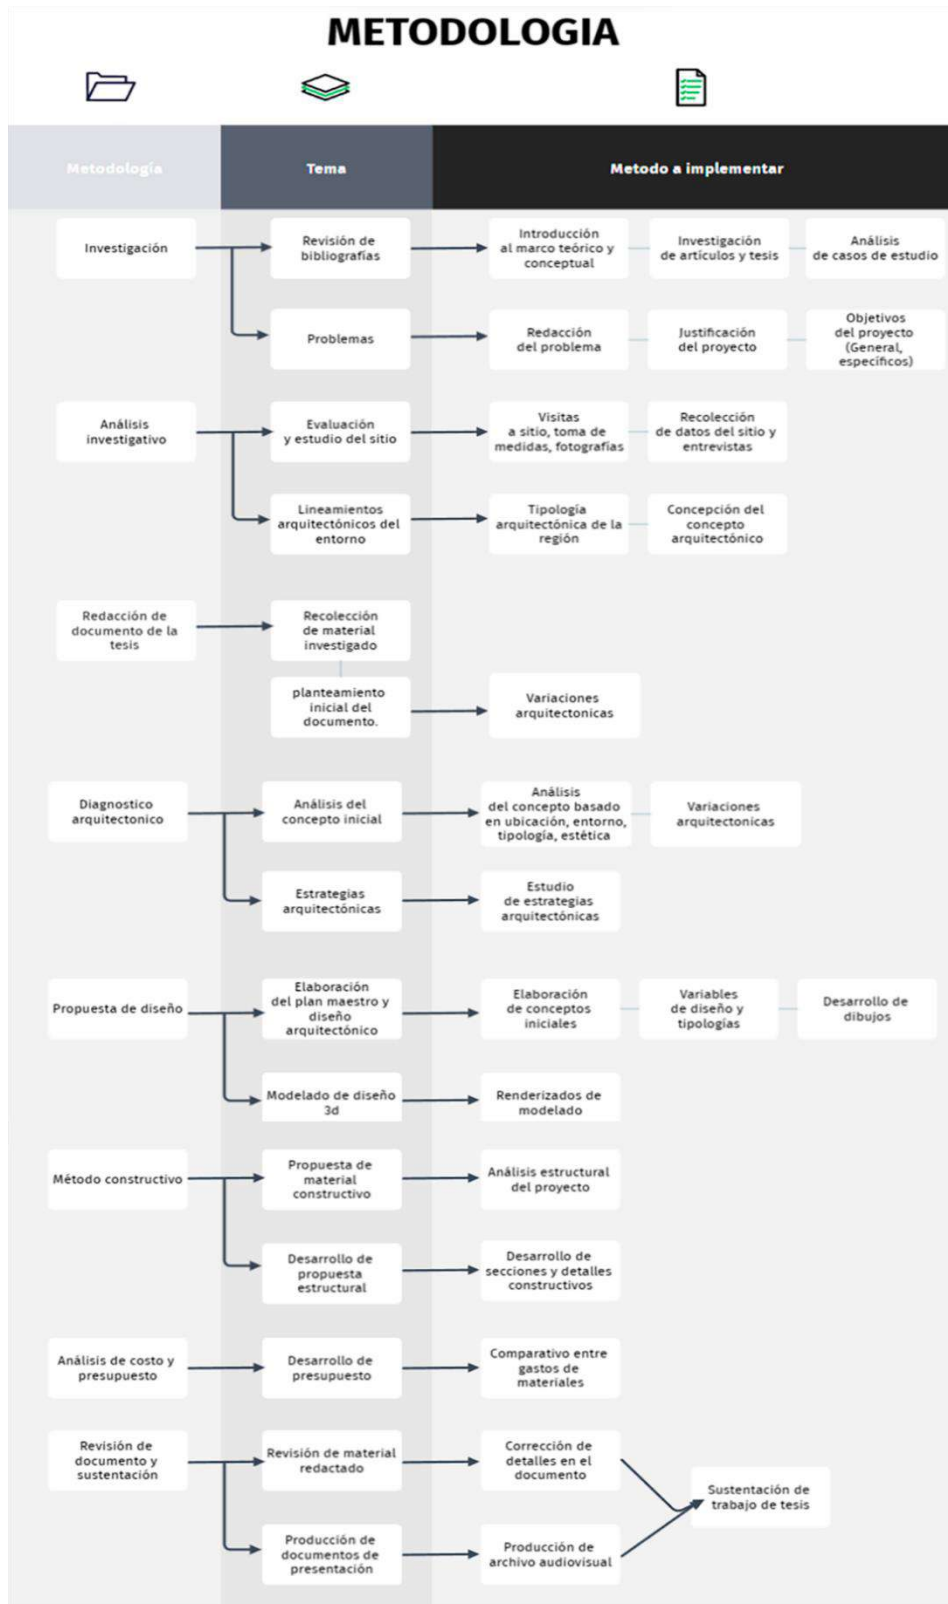 METODOLOGIA
Metodología
Tema
Metodo a implementar
Investigación
Revisión de
bibliografías
Introducción
al marco teórico y
conceptual
Investigación
de artículos y tesis
Análisis
de casos de estudio
Problemas
Redacción
del problema
Justificación
del proyecto
Objetivos
del proyecto
(General,
específicos)
Análisis
investigativo
Evaluación
y estudio del sitio
Visitas
a sitio, toma de
medidas, fotografías
Recolección
de datos del sitio y
entrevistas
Lineamientos
arquitectónicos del
entorno
Tipología
arquitectónica de la
región
Concepción del
concepto
arquitectónico
Redacción de
documento de la
tesis
Recolección
de material
investigado
planteamiento
inicial del
documento.
Variaciones
arquitectonicas
Diagnostico
arquitectonico
Análisis del
concepto inicial
Análisis
del concepto basado
en ubicación, entorno,
tipología, estética
Variaciones
arquitectonicas
Estrategias
arquitectónicas
Estudio
de estrategias
arquitectónicas
Propuesta de diseño
Elaboración
del plan maestro y
diseño
arquitectónico
Elaboración
de conceptos
iniciales
Variables
de diseño y
tipologías
Desarrollo de
dibujos
Modelado de diseño
3d
Renderizados de
modelado
Método constructivo
Propuesta de
material
constructivo
Análisis estructural
del proyecto
Desarrollo de
propuesta
estructural
Desarrollo de
secciones y detalles
constructivos
Análisis de costo y
presupuesto
Desarrollo de
presupuesto
Comparativo entre
gastos de
materiales
Revisión de
documento y
sustentación
Revisión de material
redactado
Corrección de
detalles en el
documento
Sustentación de
trabajo de tesis
Producción de
documentos de
presentación
Producción de
archivo audiovisual